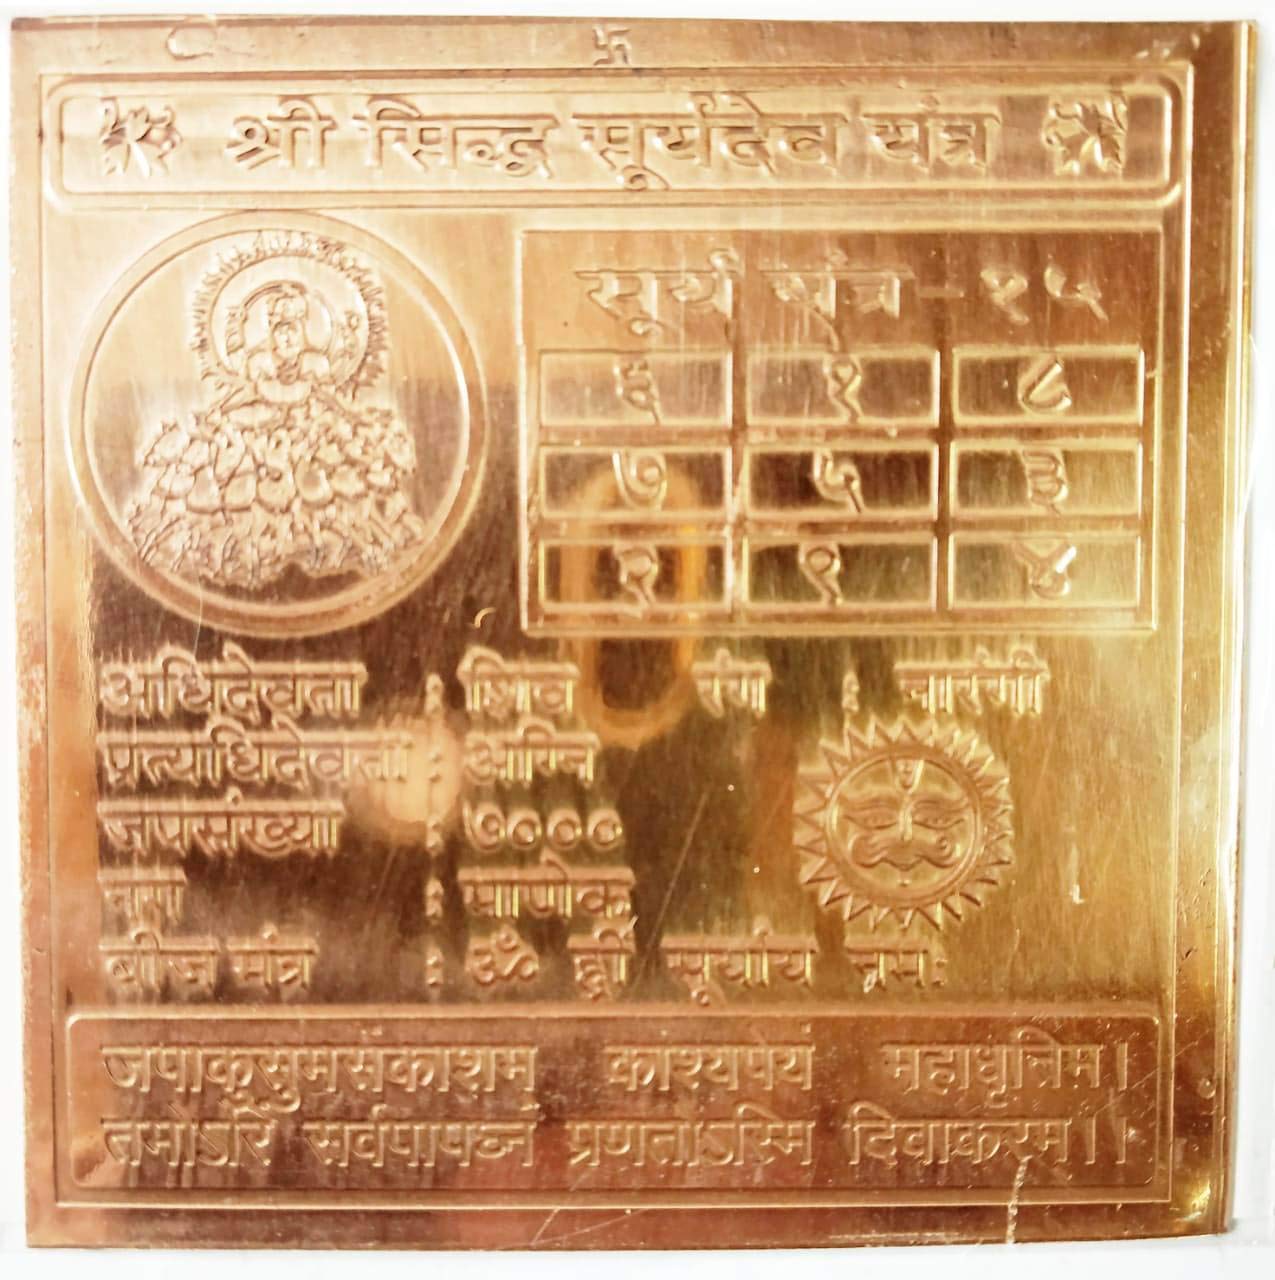 श्री सिद्ध सुर्यदेव यंत्र
सूर्य यंत्र - १५
६ १ ८
७ ५ ३
२ ९ ४
अधिदेवता : शिव रंग : नारंगी
प्रत्याधिदेवता : अग्नि
जपसंख्या : ७०००
नग : माणेक
बीज मंत्र : ॐ ह्रीं सूर्याय नमः
जपाकुसुमसंकाशम् काश्यपेयं महाधृत्तिम।
तमोऽरिं सर्वपापघ्नं प्रणतोऽस्मि दिवाकरम्।।